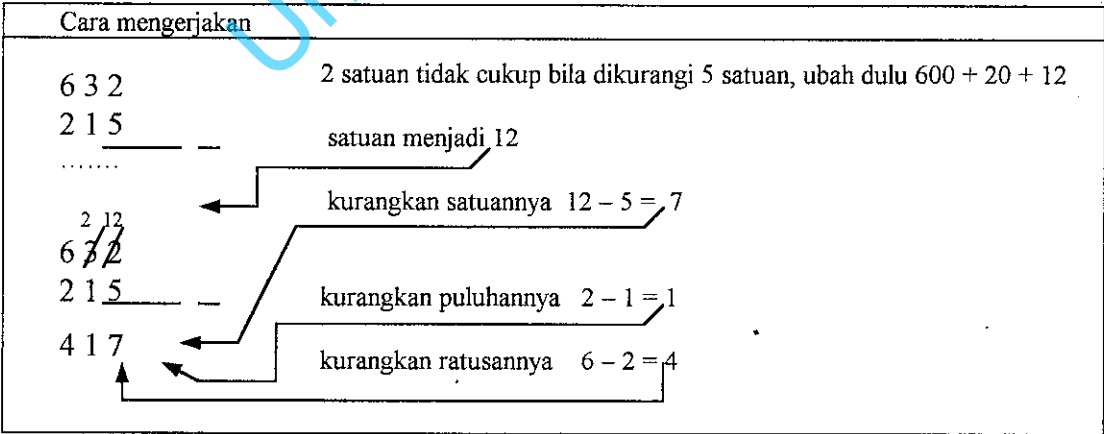 Cara mengerjakan
6 3 2
2 satuan tidak cukup bila dikurangi 5 satuan, ubah dulu 600 + 20 + 12
2 1 5
satuan menjadi 12
.......
kurangkan satuannya 12 – 5 = 7
2 12
6 3 2
2 1 5
kurangkan puluhannya 2 – 1 = 1
4 1 7
kurangkan ratusannya 6 – 2 = 4